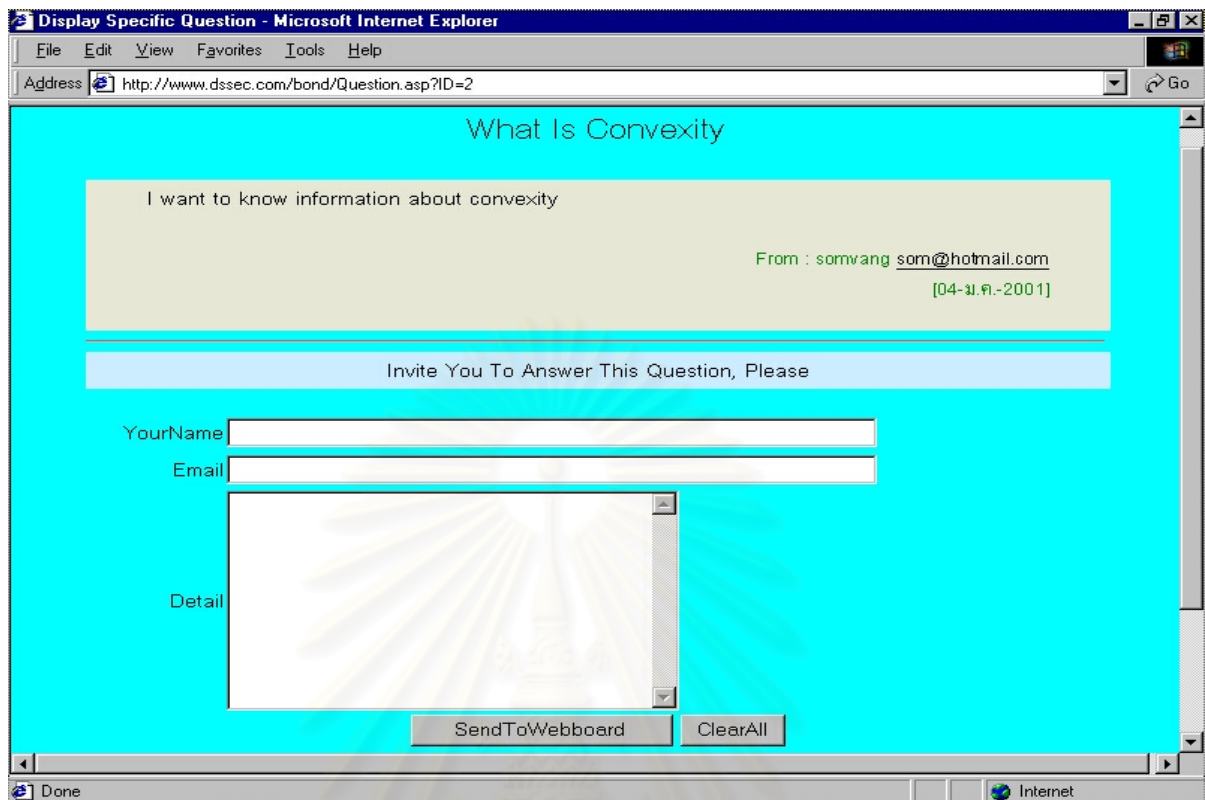 Display Specific Question - Microsoft Internet Explorer
File Edit View Favorites Tools Help
Address http://www.dssec.com/bond/Question.asp?ID=2 Go
What Is Convexity
I want to know information about convexity
From : somvang som@hotmail.com
[04-ม.ค.-2001]
Invite You To Answer This Question, Please
YourName
Email
Detail
SendToWebboard ClearAll
Done Internet